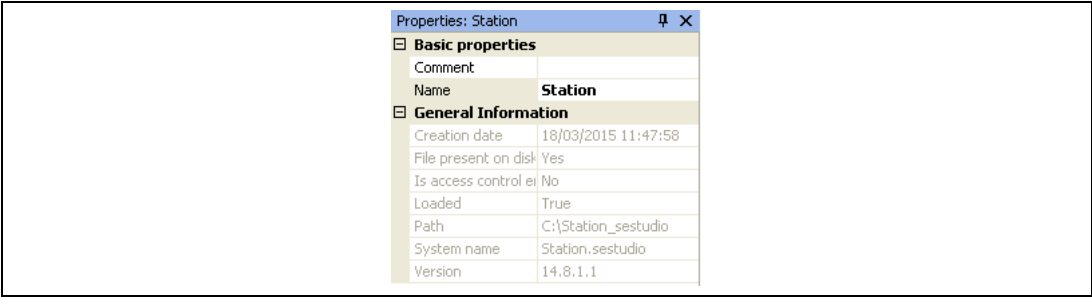 Properties: Station
Basic properties
Comment
Name Station
General Information
Creation date 18/03/2015 11:47:58
File present on disk Yes
Is access control e No
Loaded True
Path C:\Station_sestudio
System name Station.sestudio
Version 14.8.1.1